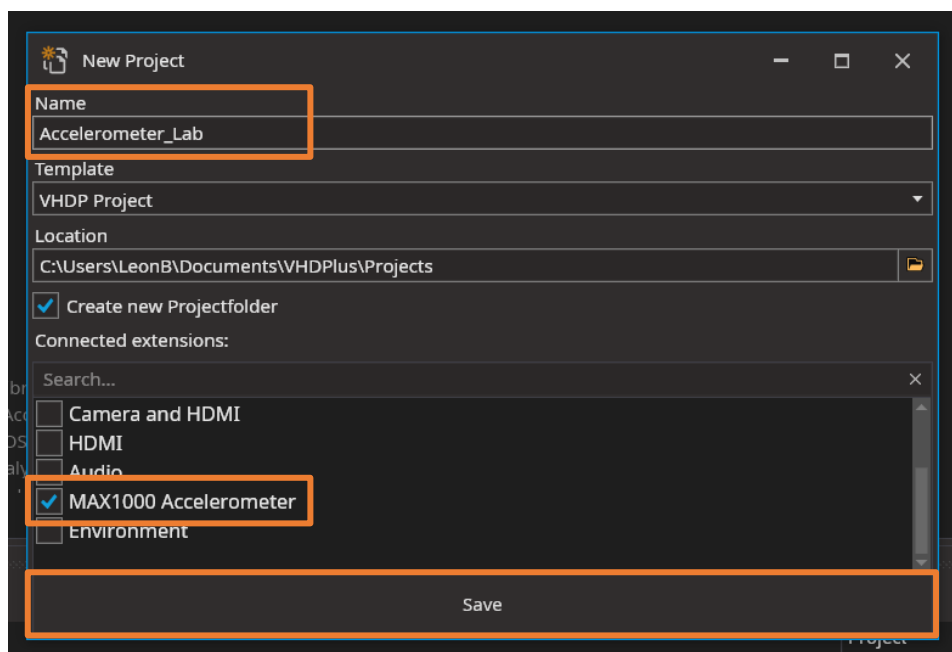 New Project
Name
Accelerometer_Lab
Template
VHDP Project
Location
C:\Users\LeonB\Documents\VHDPlus\Projects
Create new Projectfolder
Connected extensions:
Search...
Camera and HDMI
HDMI
Audio
MAX1000 Accelerometer
Environment
Save
Project